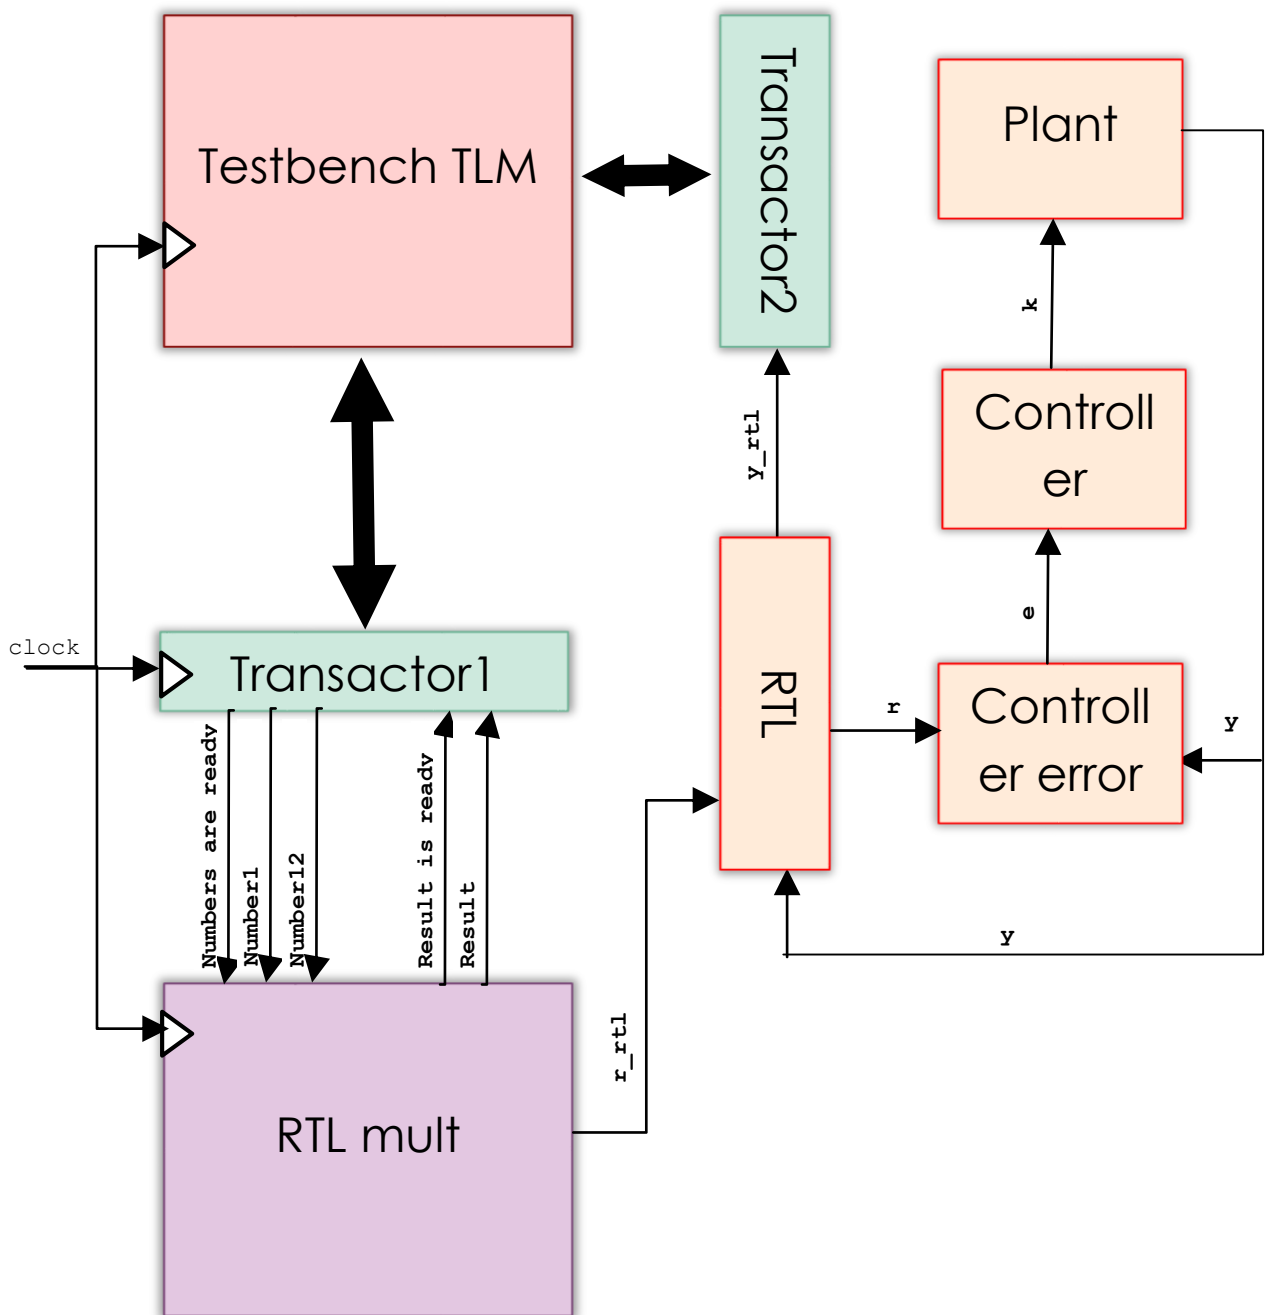 Testbench TLM
Transactor2
Plant
k
Controll
er
y_rtl
e
clock
Transactor1
RTL
r
Controll
er error
y
Numbers are ready
Number1
Number12
Result is ready
Result
y
r_rtl
RTL mult